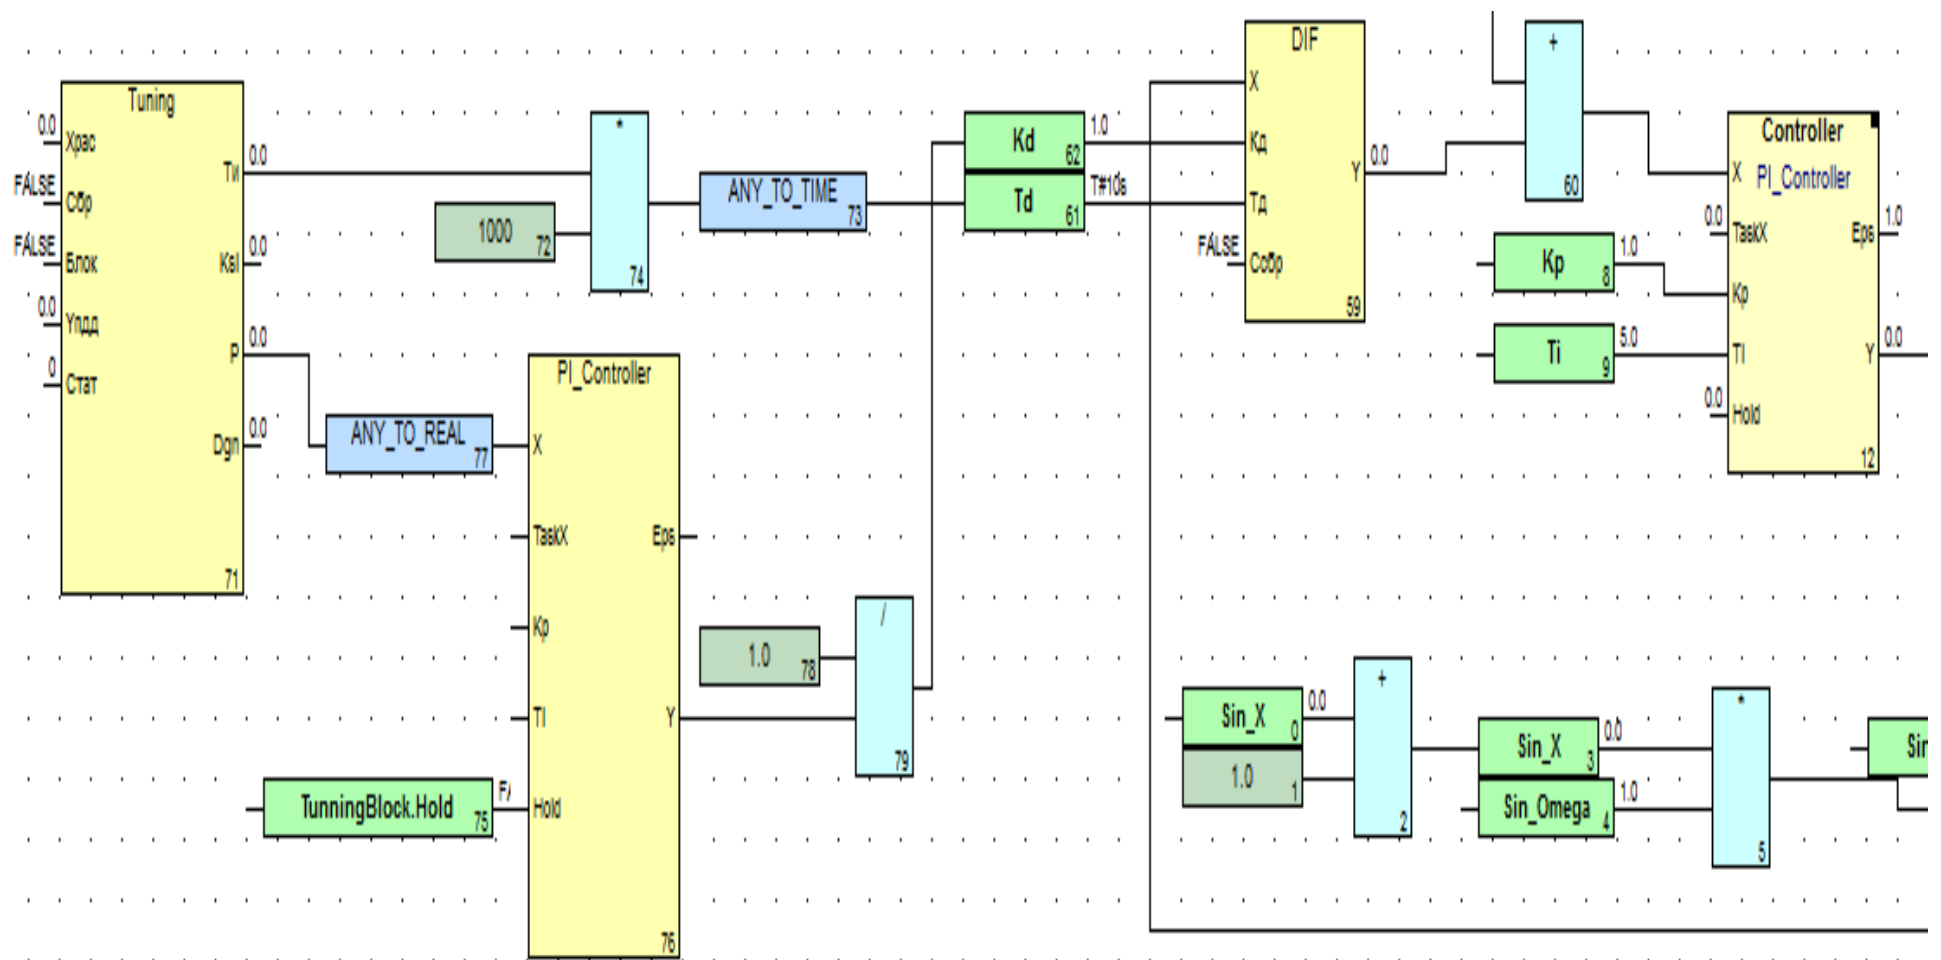 Tuning
0.0
Храс
FALSE
Сбр
FALSE
Блок
0.0
Yпдд
0
Стат
Ти
0.0
Ksl
0.0
P
0.0
Dgn
0.0
71
1000
72
*
74
ANY_TO_TIME
73
ANY_TO_REAL
77
PI_Controller
X
TaskX
Kp
TI
Hold
Eps
Y
76
TunningBlock.Hold
75
1.0
78
/
79
Kd
62
1.0
Td
61
T#10s
DIF
X
Кд
Тд
FALSE
Сбр
Y
0.0
59
+
60
Kp
8
1.0
Ti
9
5.0
Controller
PI_Controller
X
0.0
TaskX
Kp
TI
0.0
Hold
Eps
1.0
Y
0.0
12
Sin_X
0
0.0
1.0
1
+
2
Sin_X
3
0.0
Sin_Omega
4
1.0
*
5
Sin